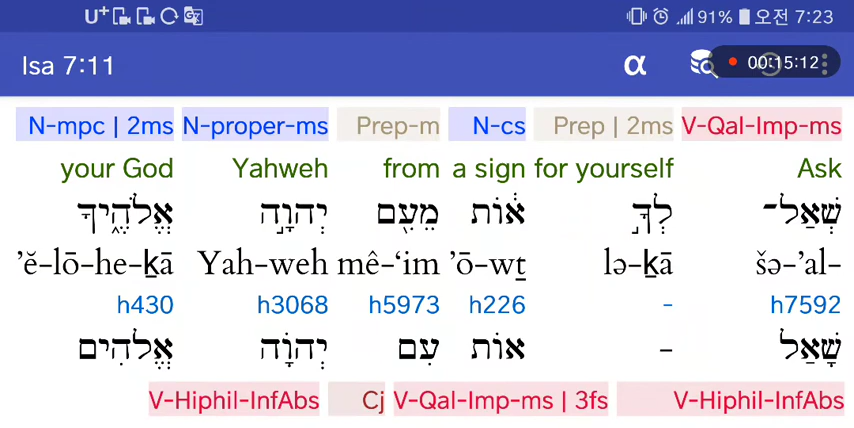 U+ 91% 오전 7:23
Isa 7:11 α 00:15:12
N-mpc | 2ms N-proper-ms Prep-m N-cs Prep | 2ms V-Qal-Imp-ms
your God Yahweh from a sign for yourself Ask
שְׁאַל־ לְךָ֣ א֔וֹת מֵעִ֖ם יְהוָ֣ה אֱלֹהֶ֑יךָ
’ĕ-lō-he-ḵā Yah-weh mê-‘im ’ō-wṯ lə-ḵā šə-’al-
h430 h3068 h5973 h226 - h7592
שָׁאַל – אוֹת עִם יְהוָֹה אֱלֹהִים
V-Hiphil-InfAbs Cj V-Qal-Imp-ms | 3fs V-Hiphil-InfAbs